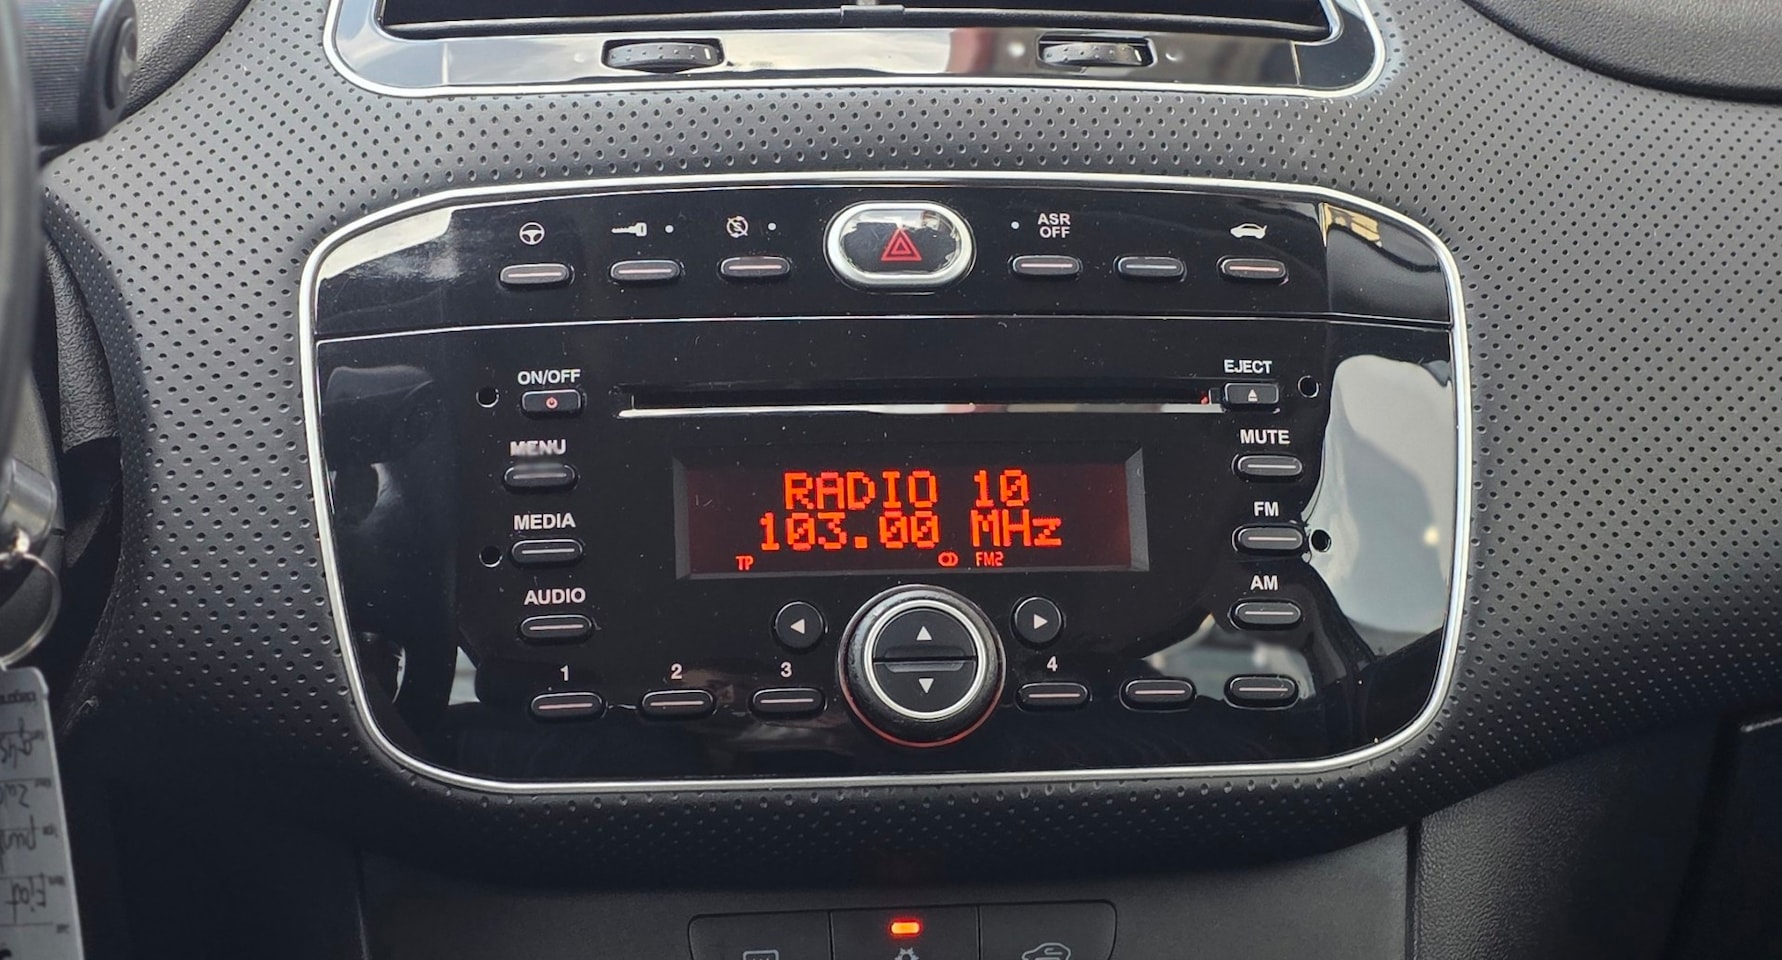 ASR
OFF
ON/OFF
EJECT
MENU
MUTE
RADIO 10
103.00 MHz
TP
FM2
MEDIA
FM
AUDIO
AM
1
2
3
4
Fiat